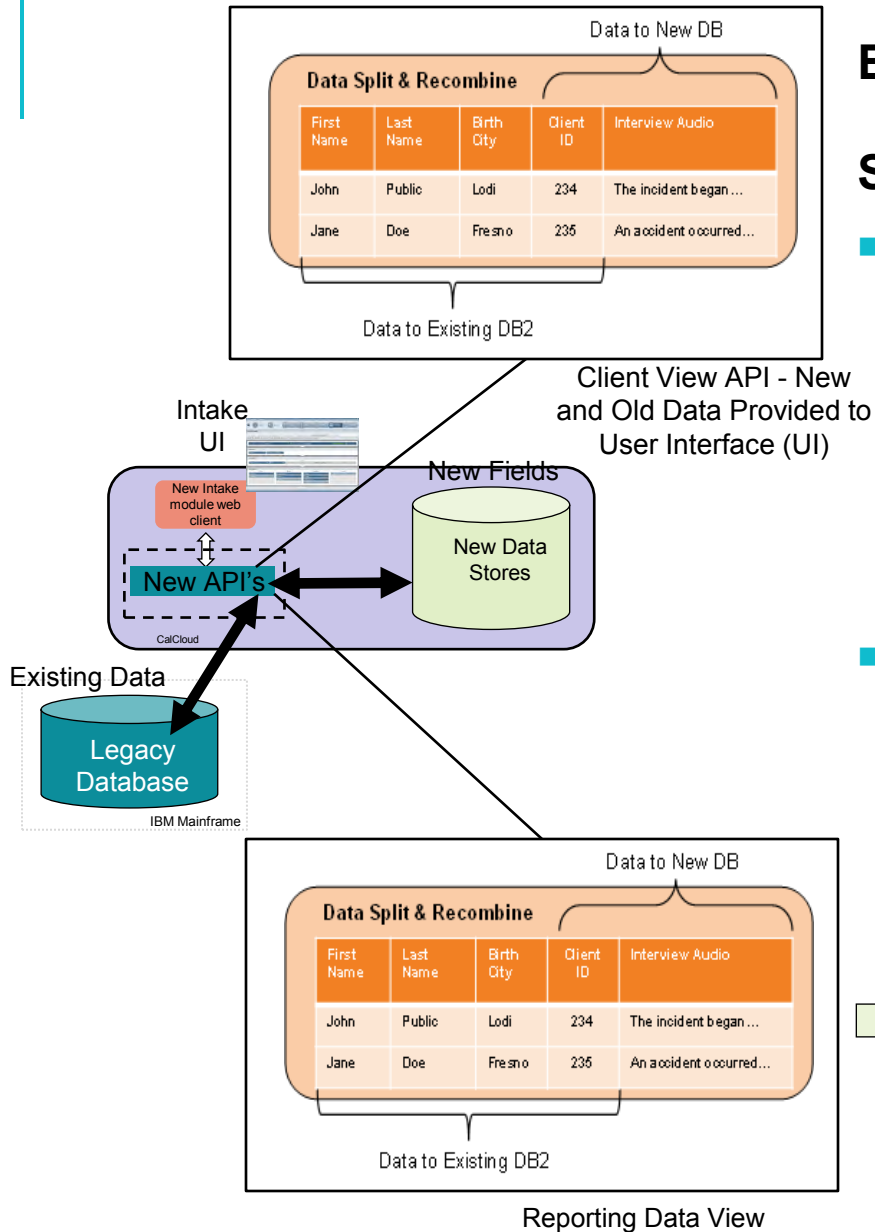 Data to New DB
Data Split & Recombine
First Name	Last Name	Birth City	Client ID	Interview Audio
John	Public	Lodi	234	The incident began ...
Jane	Doe	Fresno	235	An accident occurred...
Data to Existing DB2
Client View API - New
and Old Data Provided to
User Interface (UI)
Intake
UI
New Fields
New Intake
module web
client
New Data
Stores
New API's
CalCloud
Existing Data
Legacy
Database
IBM Mainframe
Data to New DB
Data Split & Recombine
First Name	Last Name	Birth City	Client ID	Interview Audio
John	Public	Lodi	234	The incident began ...
Jane	Doe	Fresno	235	An accident occurred...
Data to Existing DB2
Reporting Data View